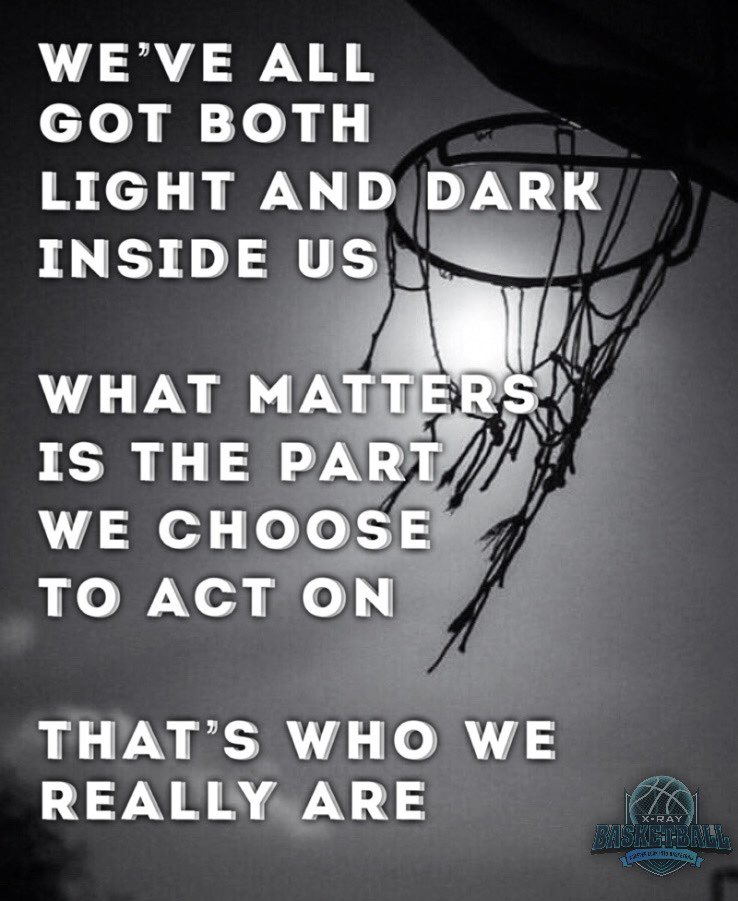 WE'VE ALL
GOT BOTH
LIGHT AND DARK
INSIDE US
WHAT MATTERS
IS THE PART
WE CHOOSE
TO ACT ON
THAT'S WHO WE
REALLY ARE
X-RAY
BASKETBALL